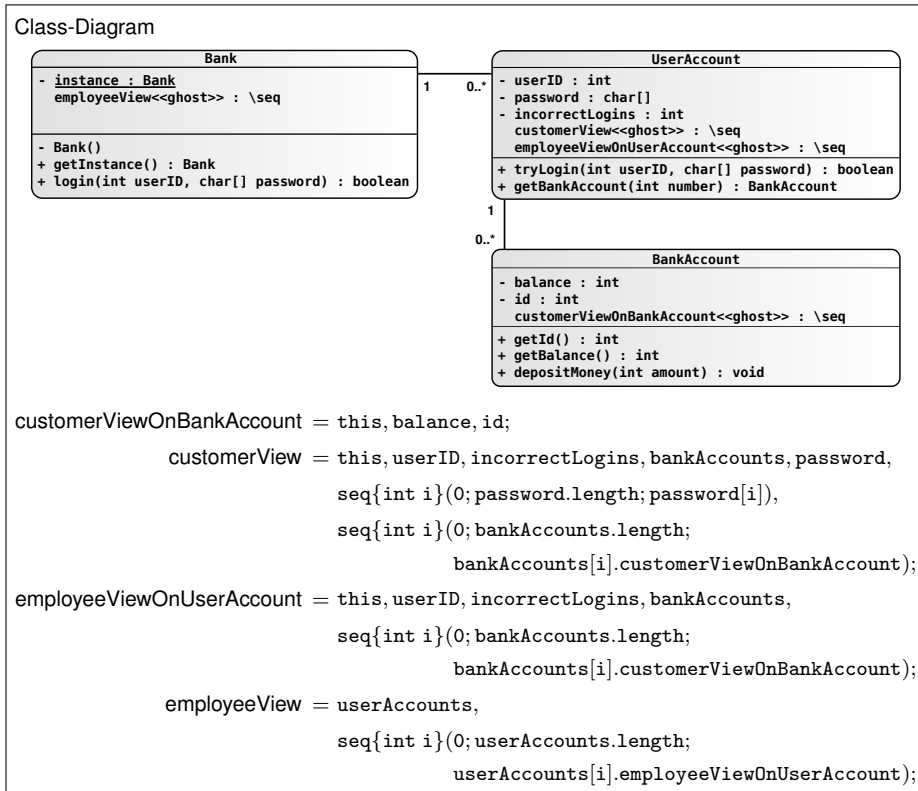 Class-Diagram
Bank
- instance : Bank
employeeView<<ghost>> : \seq
- Bank()
+ getInstance() : Bank
+ login(int userID, char[] password) : boolean
1
0..*
UserAccount
- userID : int
- password : char[]
- incorrectLogins : int
customerView<<ghost>> : \seq
employeeViewOnUserAccount<<ghost>> : \seq
+ tryLogin(int userID, char[] password) : boolean
+ getBankAccount(int number) : BankAccount
1
0..*
BankAccount
- balance : int
- id : int
customerViewOnBankAccount<<ghost>> : \seq
+ getId() : int
+ getBalance() : int
+ depositMoney(int amount) : void
customerViewOnBankAccount = this, balance, id;
customerView = this, userID, incorrectLogins, bankAccounts, password,
seq{int i}(0; password.length; password[i]),
seq{int i}(0; bankAccounts.length;
bankAccounts[i].customerViewOnBankAccount);
employeeViewOnUserAccount = this, userID, incorrectLogins, bankAccounts,
seq{int i}(0; bankAccounts.length;
bankAccounts[i].customerViewOnBankAccount);
employeeView = userAccounts,
seq{int i}(0; userAccounts.length;
userAccounts[i].employeeViewOnUserAccount);